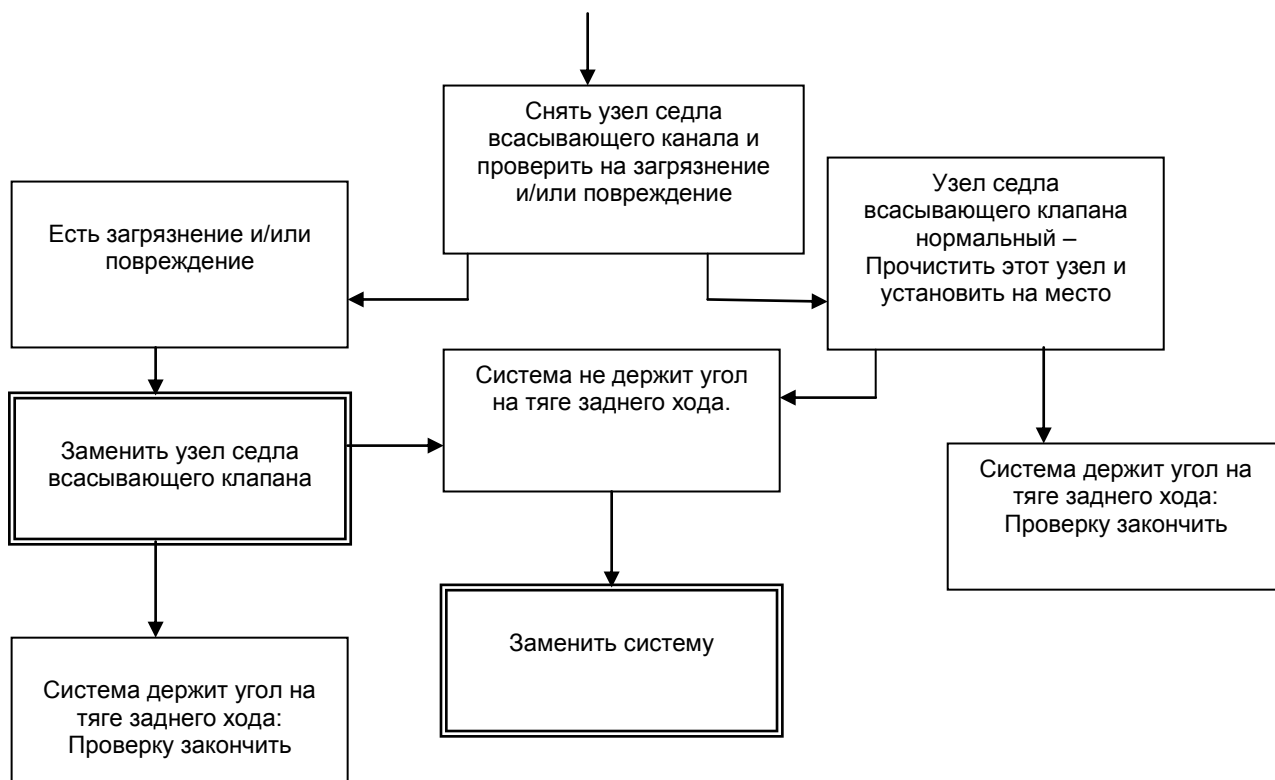 Снять узел седла
всасывающего канала и
проверить на загрязнение
и/или повреждение
Есть загрязнение и/или
повреждение
Узел седла
всасывающего клапана
нормальный –
Прочистить этот узел и
установить на место
Система не держит угол
на тяге заднего хода.
Заменить узел седла
всасывающего клапана
Система держит угол на
тяге заднего хода:
Проверку закончить
Заменить систему
Система держит угол на
тяге заднего хода:
Проверку закончить